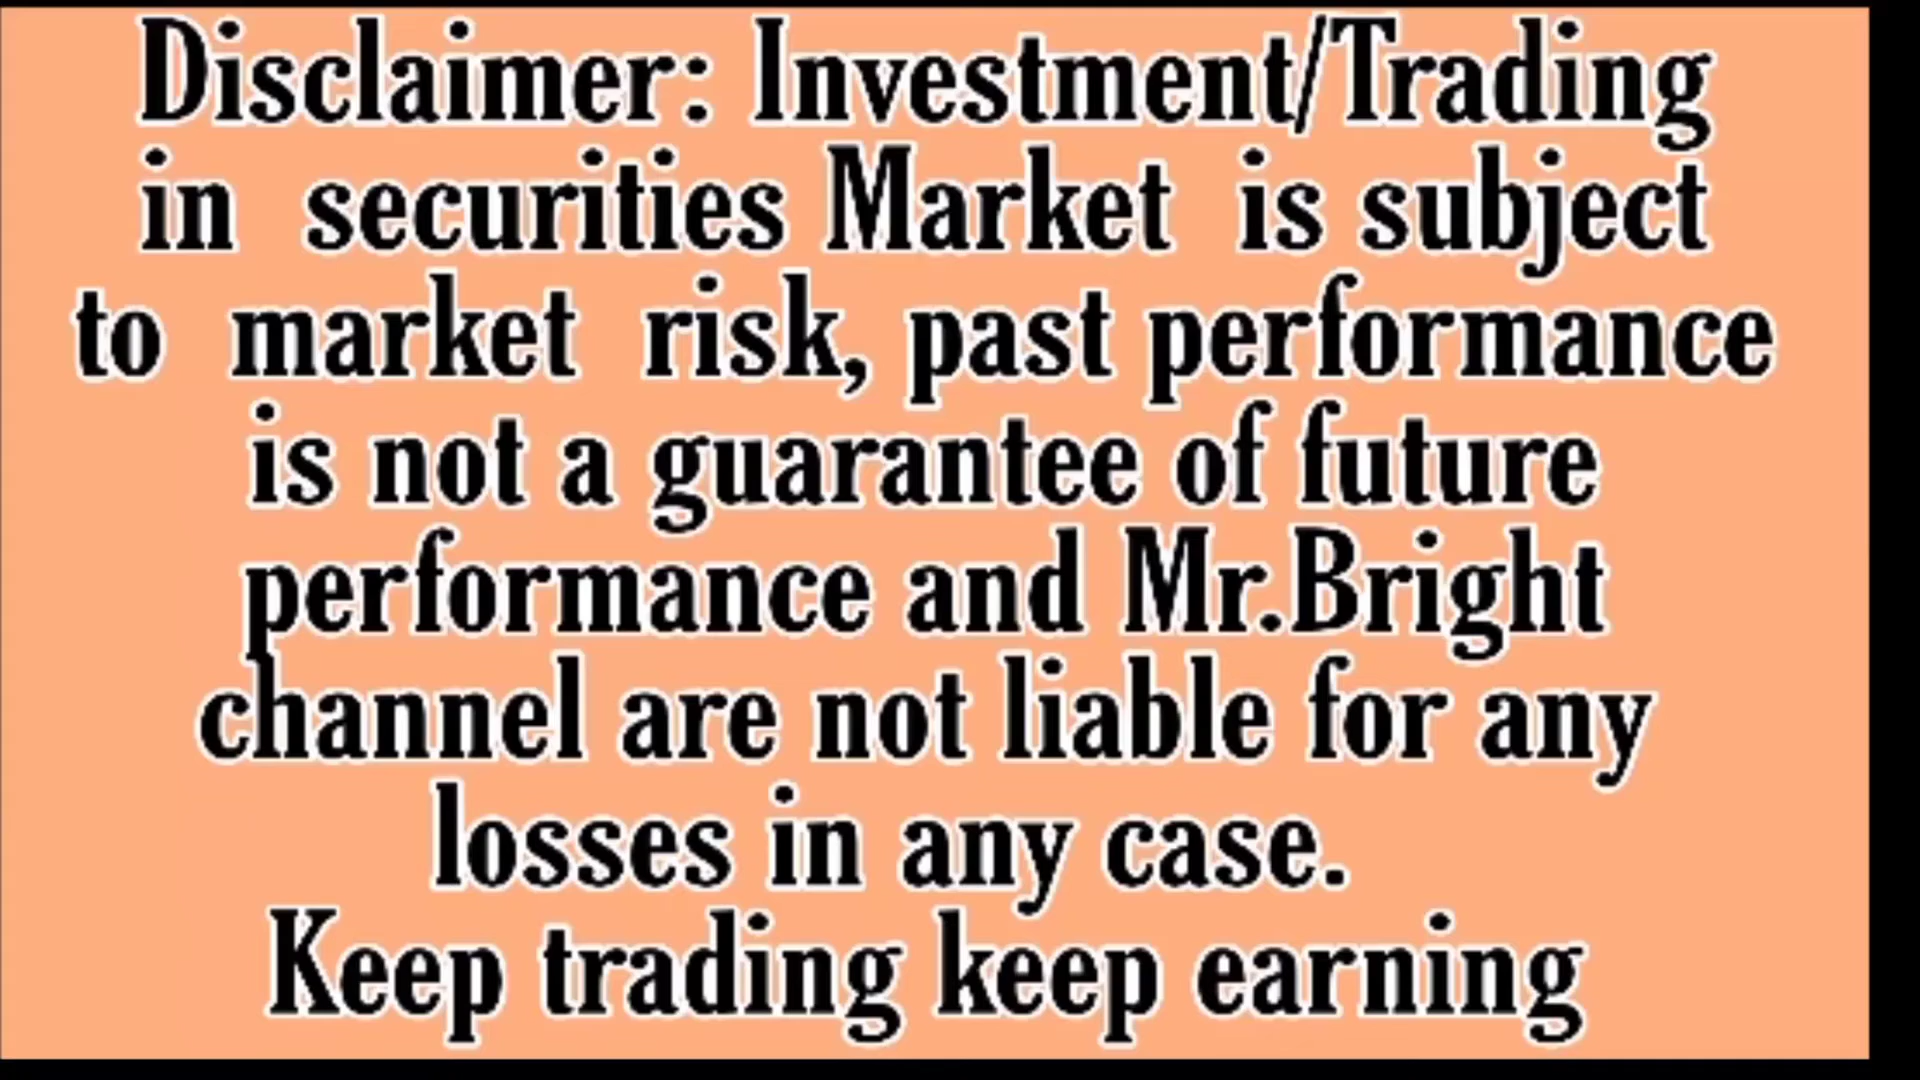 Disclaimer: Investment/Trading
in securities Market is subject
to market risk, past performance
is not a guarantee of future
performance and Mr.Bright
channel are not liable for any
losses in any case.
Keep trading keep earning